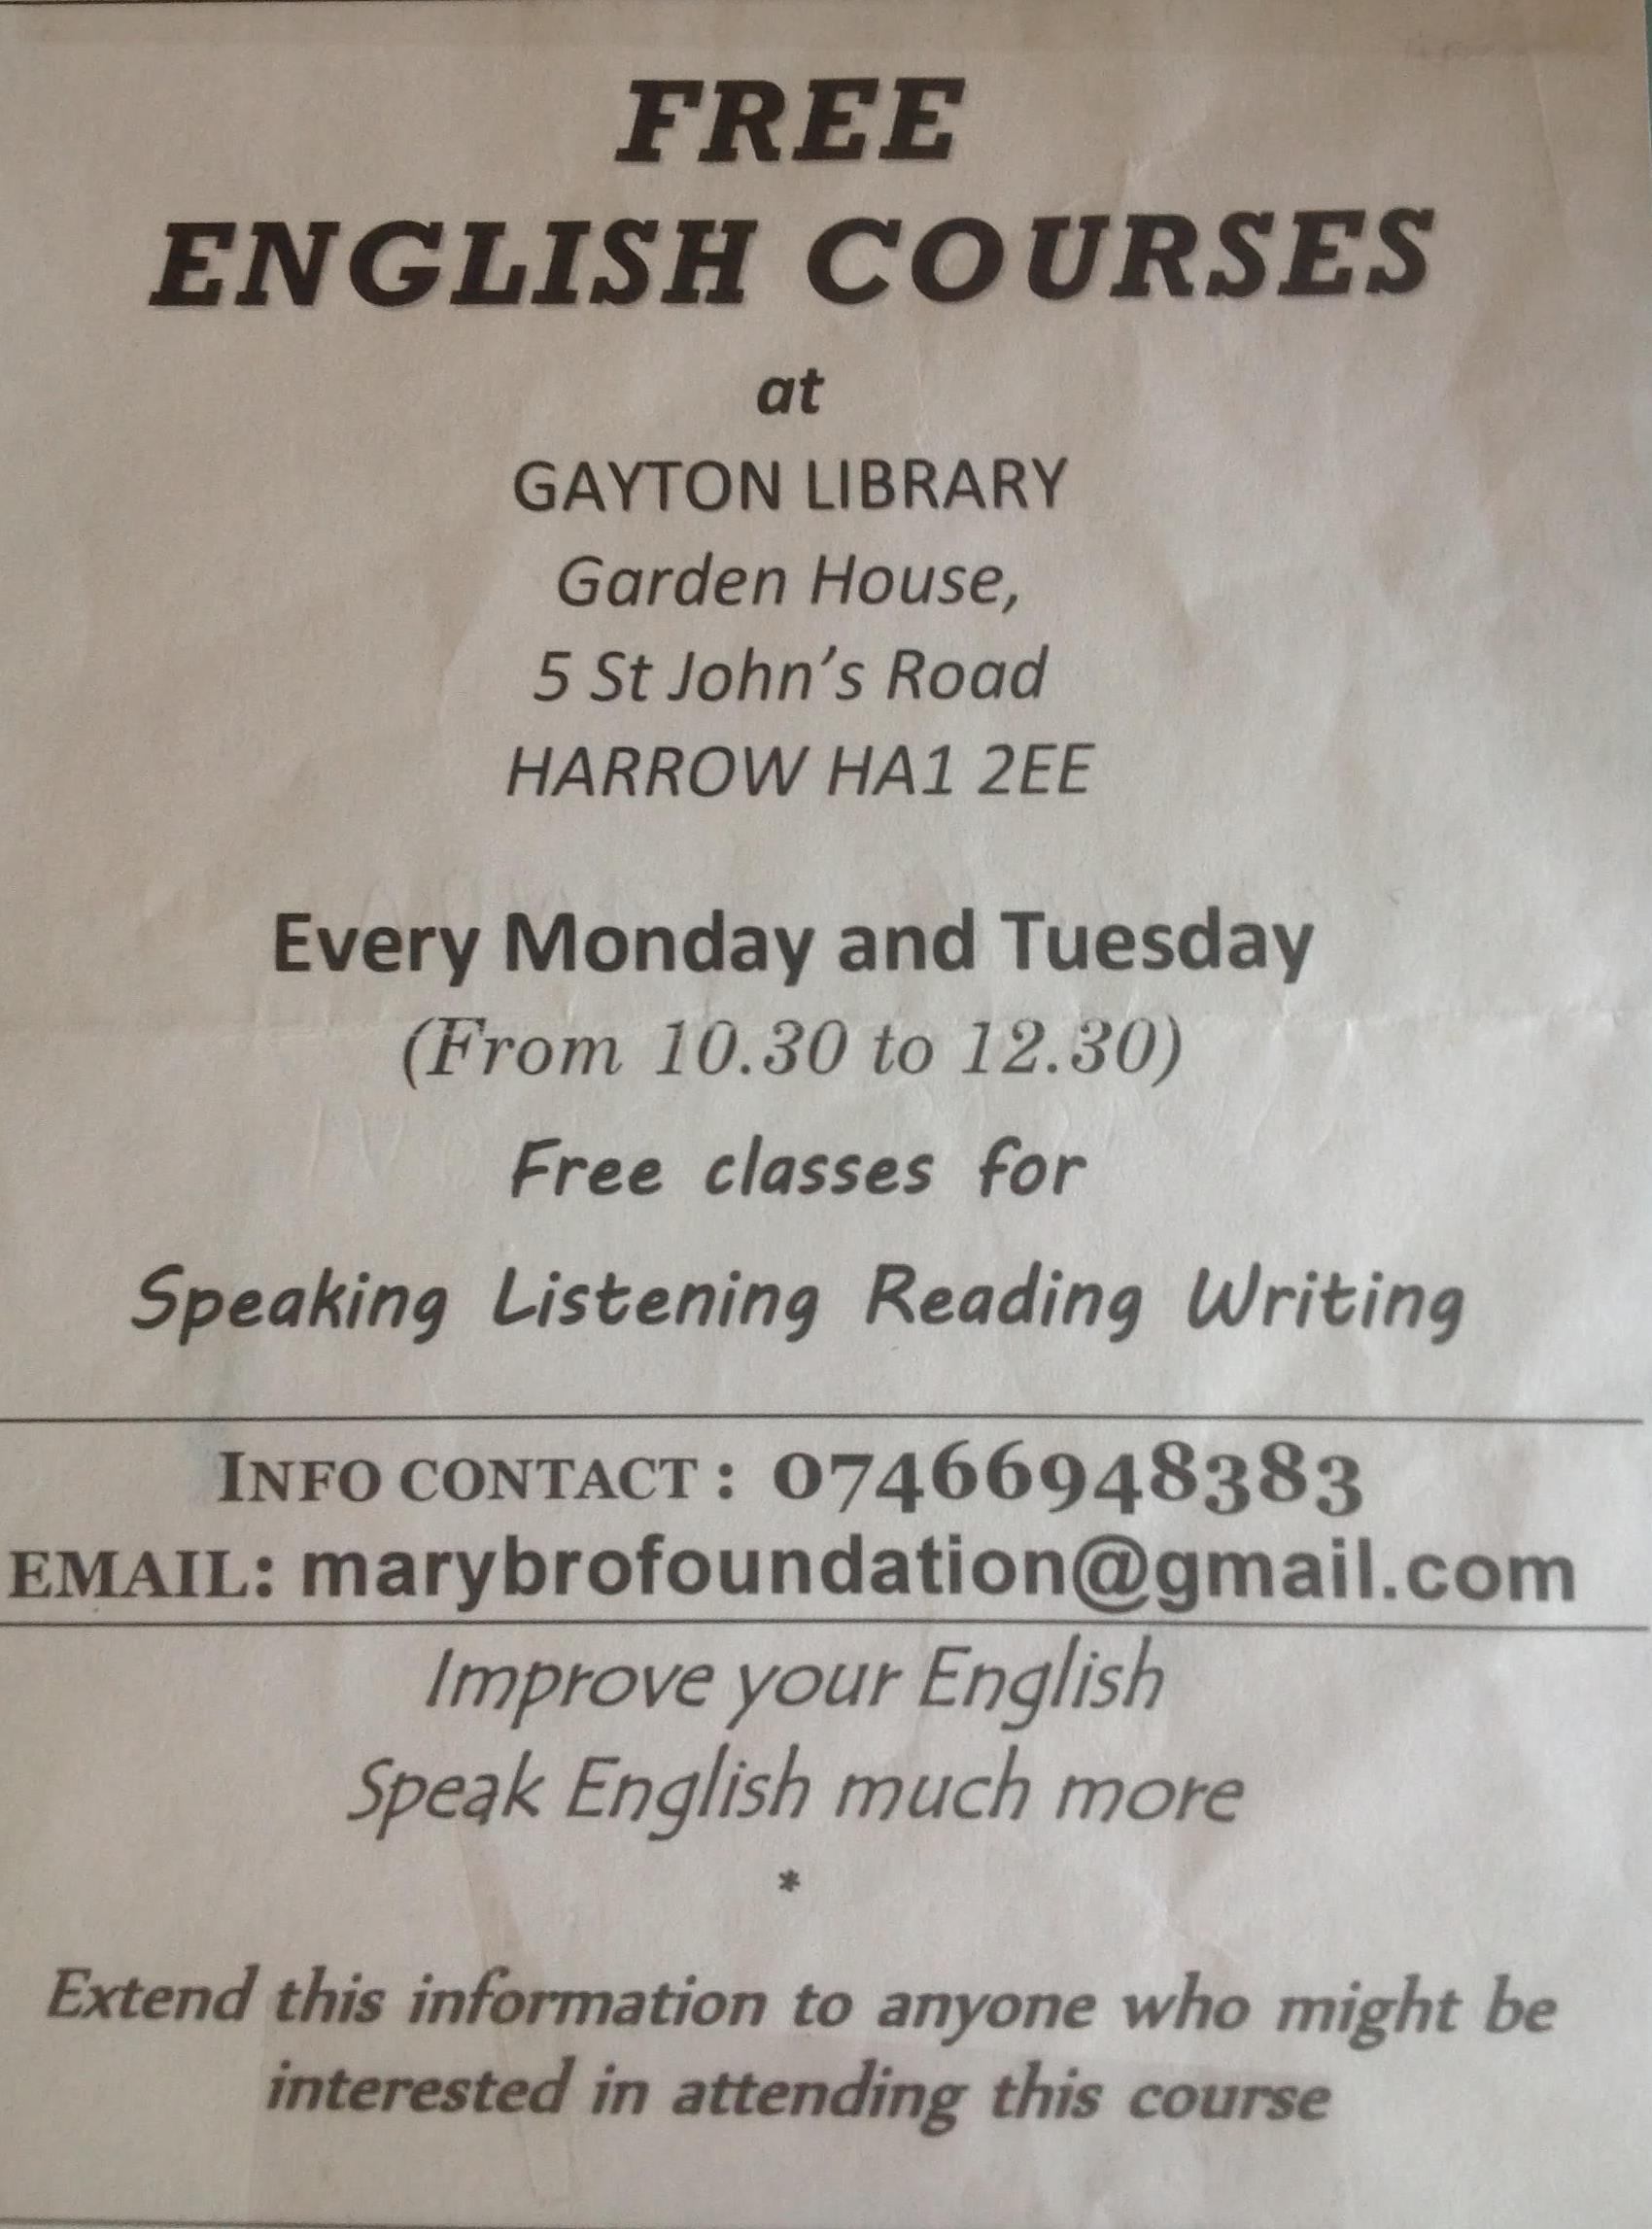 FREE
ENGLISH COURSES
at
GAYTON LIBRARY
Garden House,
5 St John’s Road
HARROW HA1 2EE
Every Monday and Tuesday
(From 10.30 to 12.30)
Free classes for
Speaking Listening Reading Writing
INFO CONTACT : 07466948383
EMAIL: marybrofoundation@gmail.com
Improve your English
Speak English much more
*
Extend this information to anyone who might be
interested in attending this course